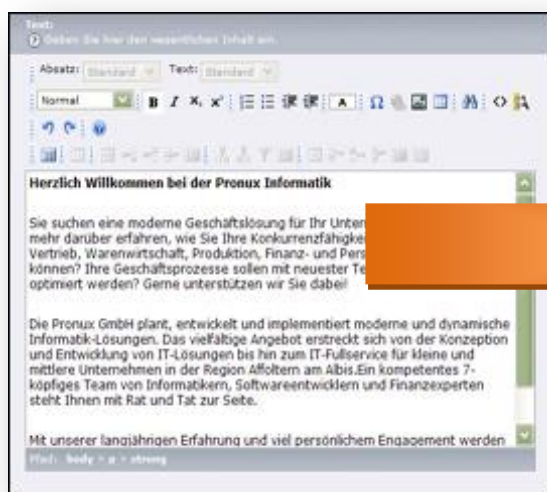 Text:
Geben Sie hier den wesentlichen Inhalt ein.
Absatz: Standard Text: Standard
Normal B I X, x² A Ω
Herzlich Willkommen bei der Pronux Informatik
Sie suchen eine moderne Geschäftslösung für Ihr
mehr darüber erfahren, wie Sie Ihre
Vertrieb, Warenwirtschaft, Produktion, Finanz- und
können? Ihre Geschäftsprozesse sollen mit neuester
optimiert werden? Gerne unterstützen wir Sie dabei!
Die Pronux GmbH plant, entwickelt und implementiert moderne und dynamische
Informatik-Lösungen. Das vielfältige Angebot erstreckt sich von der Konzeption
und Entwicklung von IT-Lösungen bis hin zum IT-Fullservice für kleine und
mittlere Unternehmen in der Region Affoltern am Albis.Ein kompetentes 7-
köpfiges Team von Informatikern, Softwareentwicklern und Finanzexperten
steht Ihnen mit Rat und Tat zur Seite.
Mit unserer langjährigen Erfahrung und viel persönlichem Engagement werden
Pfad: body » p » strong